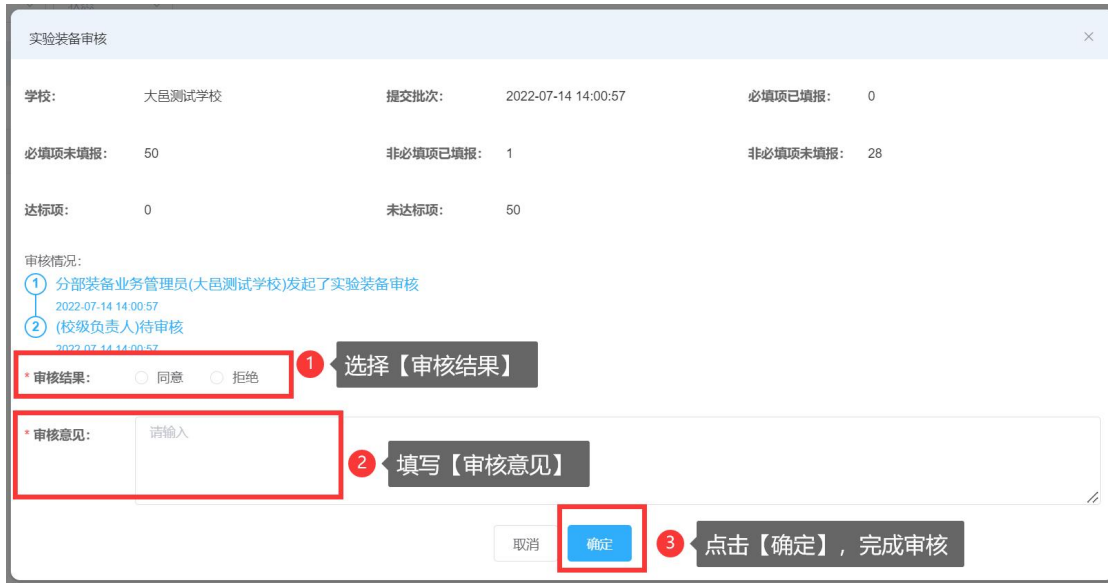 实验装备审核
学校： 大邑测试学校 提交批次： 2022-07-14 14:00:57 必填项已填报： 0
必填项未填报： 50 非必填项已填报： 1 非必填项未填报： 28
达标项： 0 未达标项： 50
审核情况：
1 分部装备业务管理员(大邑测试学校)发起了实验装备审核
2022-07-14 14:00:57
2 (校级负责人)待审核
2022-07-14 14:00:57
* 审核结果： 同意 拒绝 1 选择【审核结果】
* 审核意见： 请输入
2 填写【审核意见】
取消 确定 3 点击【确定】，完成审核